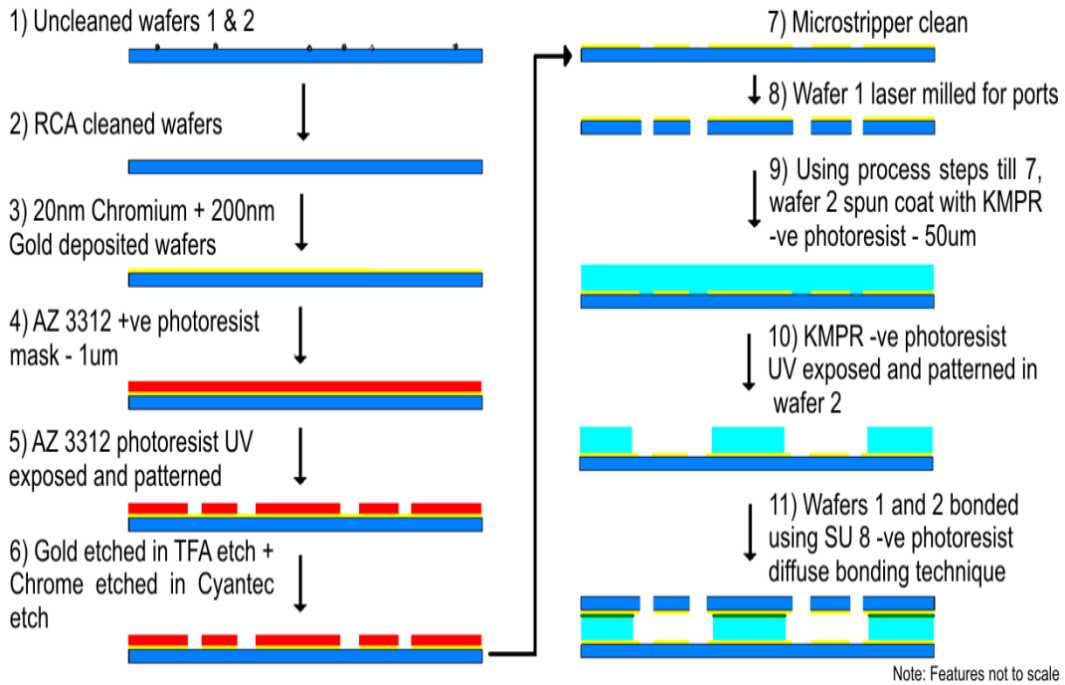 1) Uncleaned wafers 1 & 2
2) RCA cleaned wafers
3) 20nm Chromium + 200nm
Gold deposited wafers
4) AZ 3312 +ve photoresist
mask - 1um
5) AZ 3312 photoresist UV
exposed and patterned
6) Gold etched in TFA etch +
Chrome etched in Cyantec
etch
7) Microstripper clean
8) Wafer 1 laser milled for ports
9) Using process steps till 7,
wafer 2 spun coat with KMPR
-ve photoresist - 50um
10) KMPR -ve photoresist
UV exposed and patterned in
wafer 2
11) Wafers 1 and 2 bonded
using SU 8 -ve photoresist
diffuse bonding technique
Note: Features not to scale